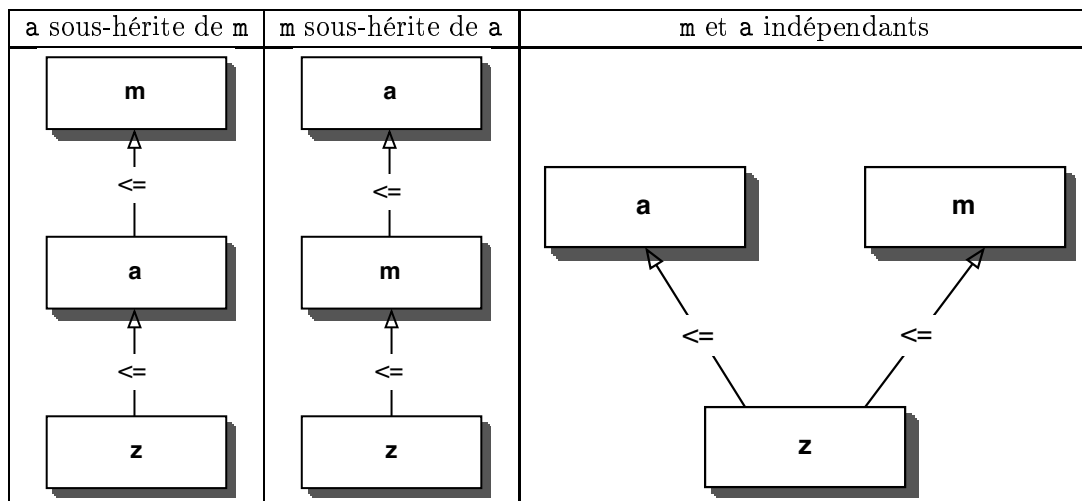 a sous-hérite de m
m sous-hérite de a
m et a indépendants
m
<=
a
<=
z
a
<=
m
<=
z
a
m
<=
<=
z